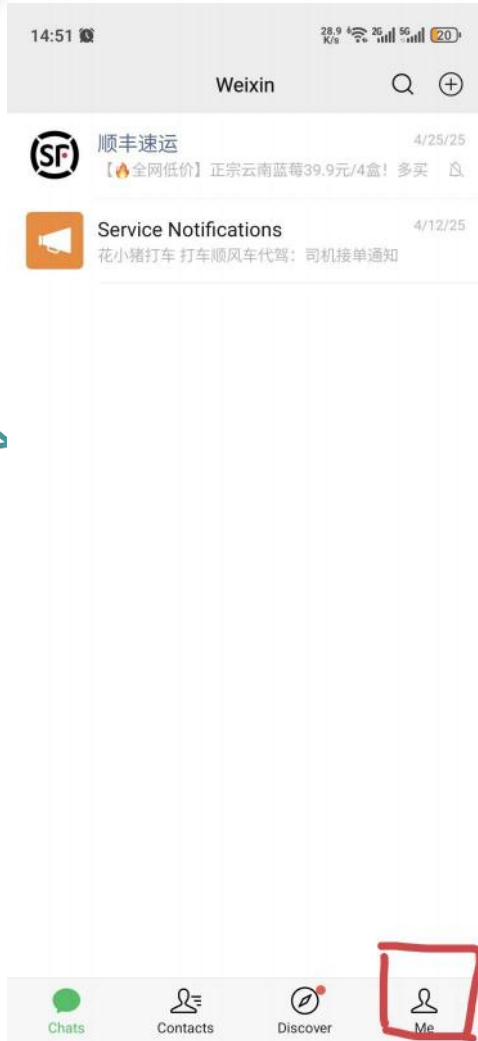 14:51
28.9 K/s 6 2G 5G 20
Weixin
SF
顺丰速运
4/25/25
【🔥全网低价】正宗云南蓝莓39.9元/4盒！多买
Service Notifications
4/12/25
花小猪打车 打车顺风车代驾：司机接单通知
Chats
Contacts
Discover
Me